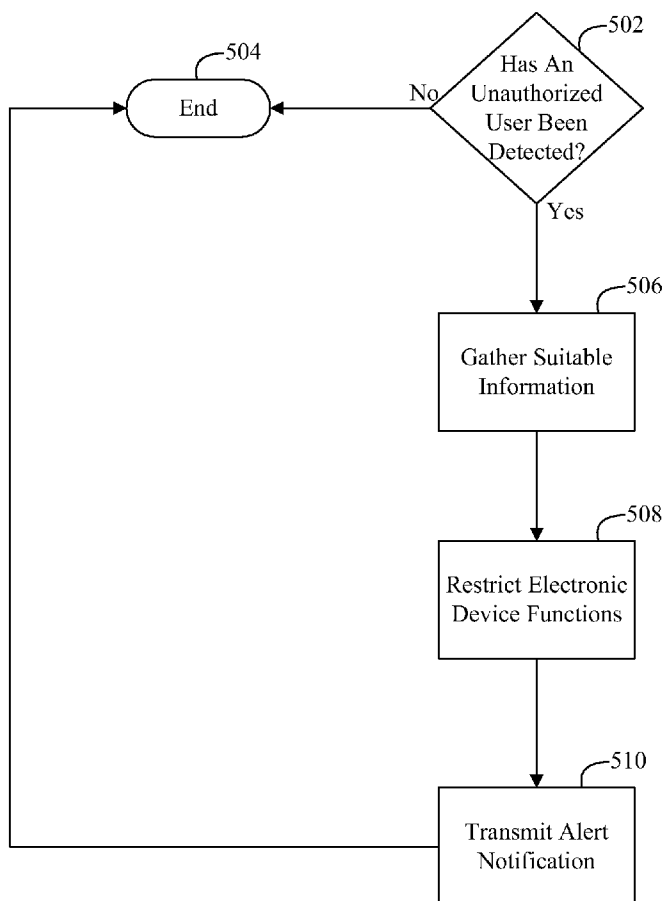 502
504
Has An
Unauthorized
User Been
Detected?
End
No
Yes
506
Gather Suitable
Information
508
Restrict Electronic
Device Functions
510
Transmit Alert
Notification